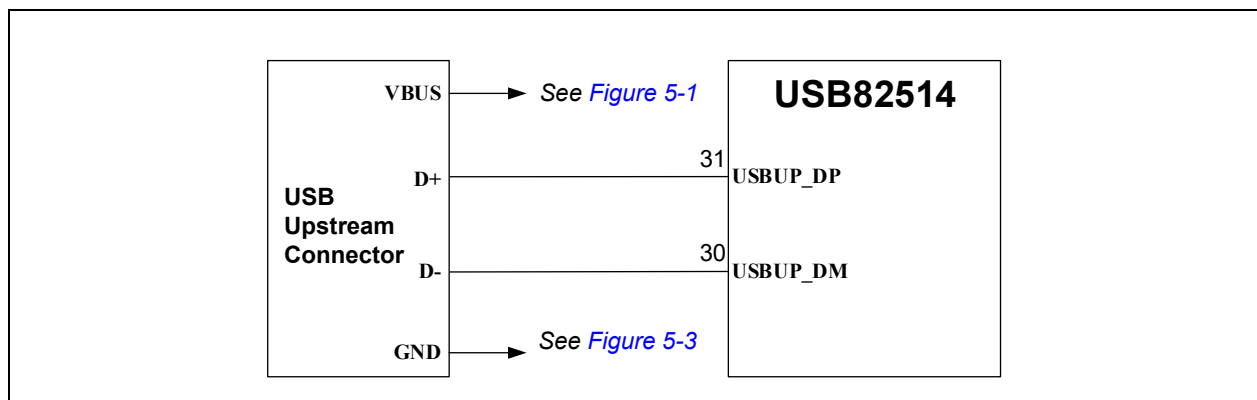 VBUS
See Figure 5-1
USB82514
D+
31
USBUP_DP
USB
Upstream
Connector
D-
30
USBUP_DM
GND
See Figure 5-3